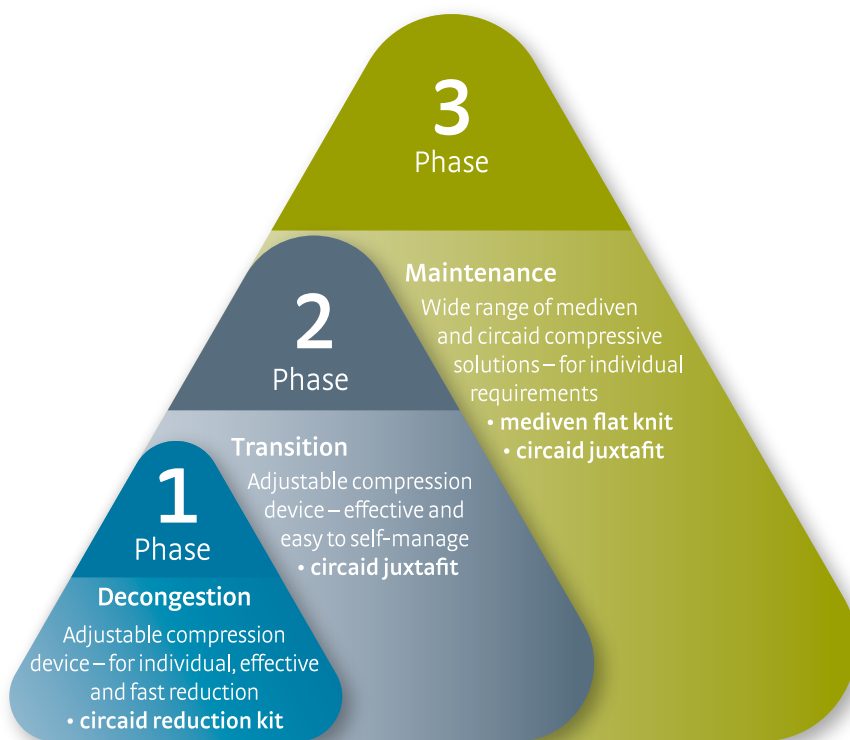 3
Phase
Maintenance
Wide range of mediven
and circaid compressive
solutions – for individual
requirements
• mediven flat knit
• circaid juxtafit
2
Phase
Transition
Adjustable compression
device – effective and
easy to self-manage
• circaid juxtafit
1
Phase
Decongestion
Adjustable compression
device – for individual, effective
and fast reduction
• circaid reduction kit